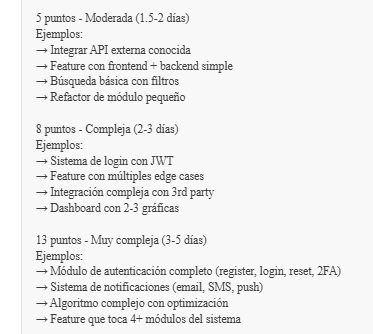 5 puntos - Moderada (1.5-2 días)
Ejemplos:
→ Integrar API externa conocida
→ Feature con frontend + backend simple
→ Búsqueda básica con filtros
→ Refactor de módulo pequeño
8 puntos - Compleja (2-3 días)
Ejemplos:
→ Sistema de login con JWT
→ Feature con múltiples edge cases
→ Integración compleja con 3rd party
→ Dashboard con 2-3 gráficas
13 puntos - Muy compleja (3-5 días)
Ejemplos:
→ Módulo de autenticación completo (register, login, reset, 2FA)
→ Sistema de notificaciones (email, SMS, push)
→ Algoritmo complejo con optimización
→ Feature que toca 4+ módulos del sistema